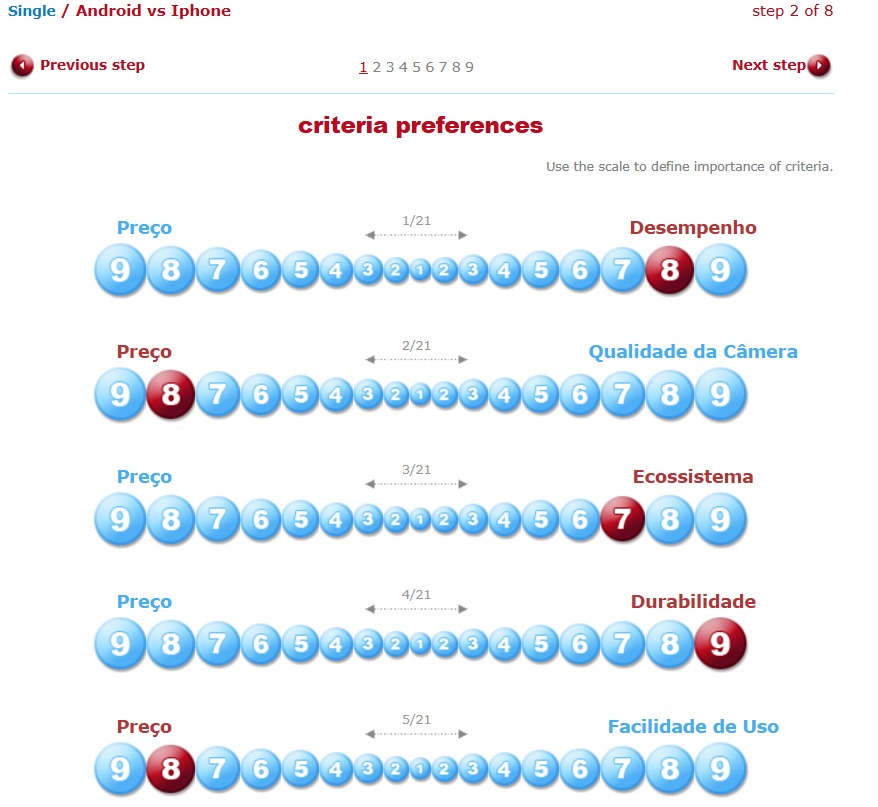 Single / Android vs Iphone step 2 of 8
Previous step 1 2 3 4 5 6 7 8 9 Next step
criteria preferences
Use the scale to define importance of criteria.
1/21
Preço Desempenho
9 8 7 6 5 4 3 2 1 2 3 4 5 6 7 8 9
2/21
Preço Qualidade da Câmera
9 8 7 6 5 4 3 2 1 2 3 4 5 6 7 8 9
3/21
Preço Ecossistema
9 8 7 6 5 4 3 2 1 2 3 4 5 6 7 8 9
4/21
Preço Durabilidade
9 8 7 6 5 4 3 2 1 2 3 4 5 6 7 8 9
5/21
Preço Facilidade de Uso
9 8 7 6 5 4 3 2 1 2 3 4 5 6 7 8 9